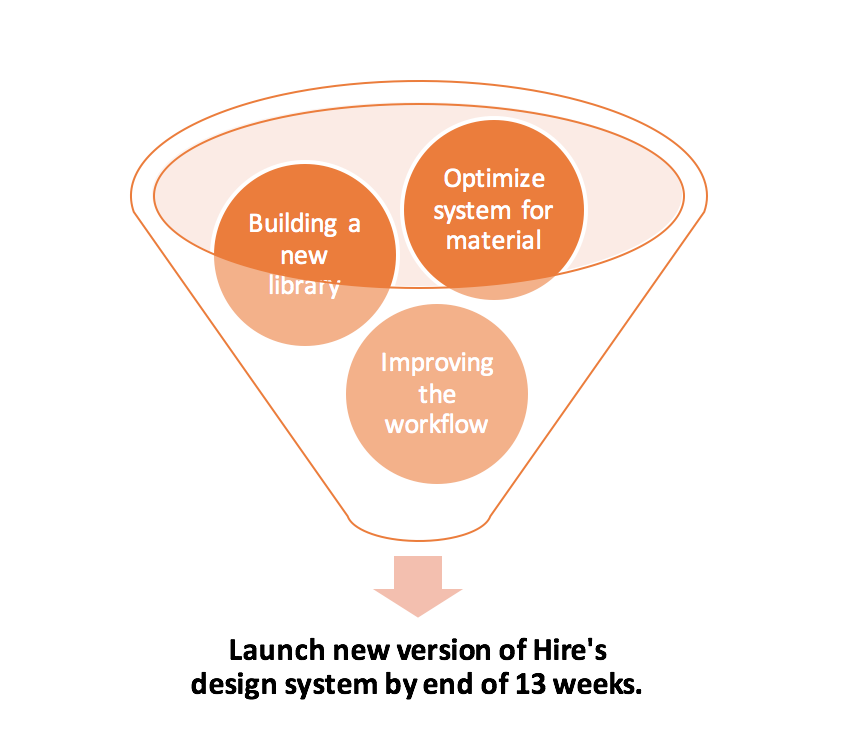 Optimize
system for
material
Building a
new
library
Improving
the
workflow
Launch new version of Hire's
design system by end of 13 weeks.